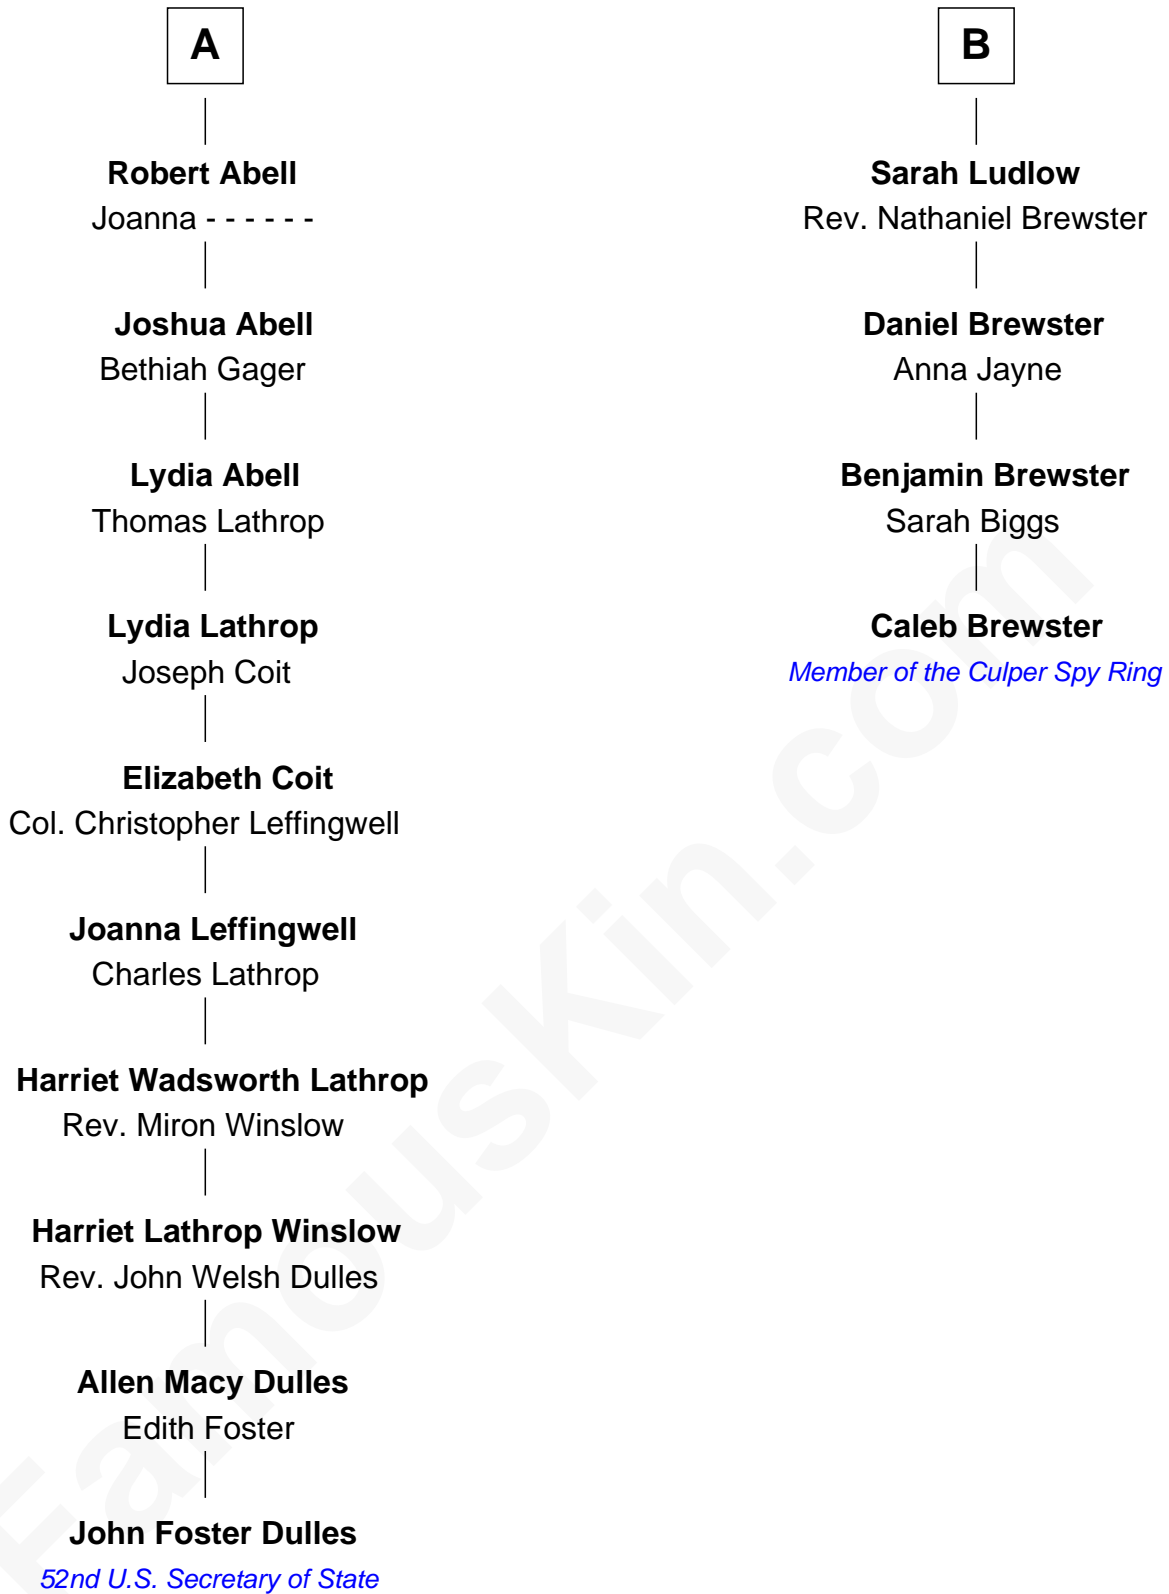 A
Robert Abell
Joanna - - - - - -
Joshua Abell
Bethiah Gager
Lydia Abell
Thomas Lathrop
Lydia Lathrop
Joseph Coit
Elizabeth Coit
Col. Christopher Leffingwell
Joanna Leffingwell
Charles Lathrop
Harriet Wadsworth Lathrop
Rev. Miron Winslow
Harriet Lathrop Winslow
Rev. John Welsh Dulles
Allen Macy Dulles
Edith Foster
John Foster Dulles
52nd U.S. Secretary of State
B
Sarah Ludlow
Rev. Nathaniel Brewster
Daniel Brewster
Anna Jayne
Benjamin Brewster
Sarah Biggs
Caleb Brewster
Member of the Culper Spy Ring
FamousKin.com